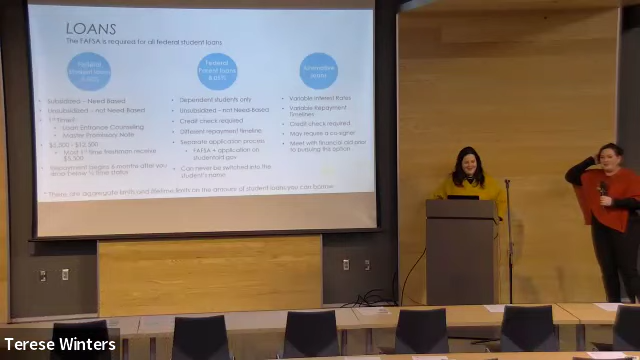 LOANS
The FAFSA is required for all federal student loans
Federal
Direct loans
Federal
Parent loans
Alternative
loans
Subsidized – Need Based
Unsubsidized – not Need Based
1st time?
Loan Entrance Counseling
Master Promissory Note
Most 1st time freshmen receive
$5,500
Repayment begins 6 months after you
drop below ½ time status
Dependent students only
Unsubsidized – not Need-Based
Credit check required
Different repayment timeline
Separate application process
FAFSA + application on
studentaid.gov
Can never be switched into the
student's name
Variable Interest Rates
Variable Repayment
Timelines
Credit check required
May require a co-signer
Meet with financial aid prior
to pursuing this option
* There are aggregate limits and lifetime limits on the amount of student loans you can borrow
Terese Winters